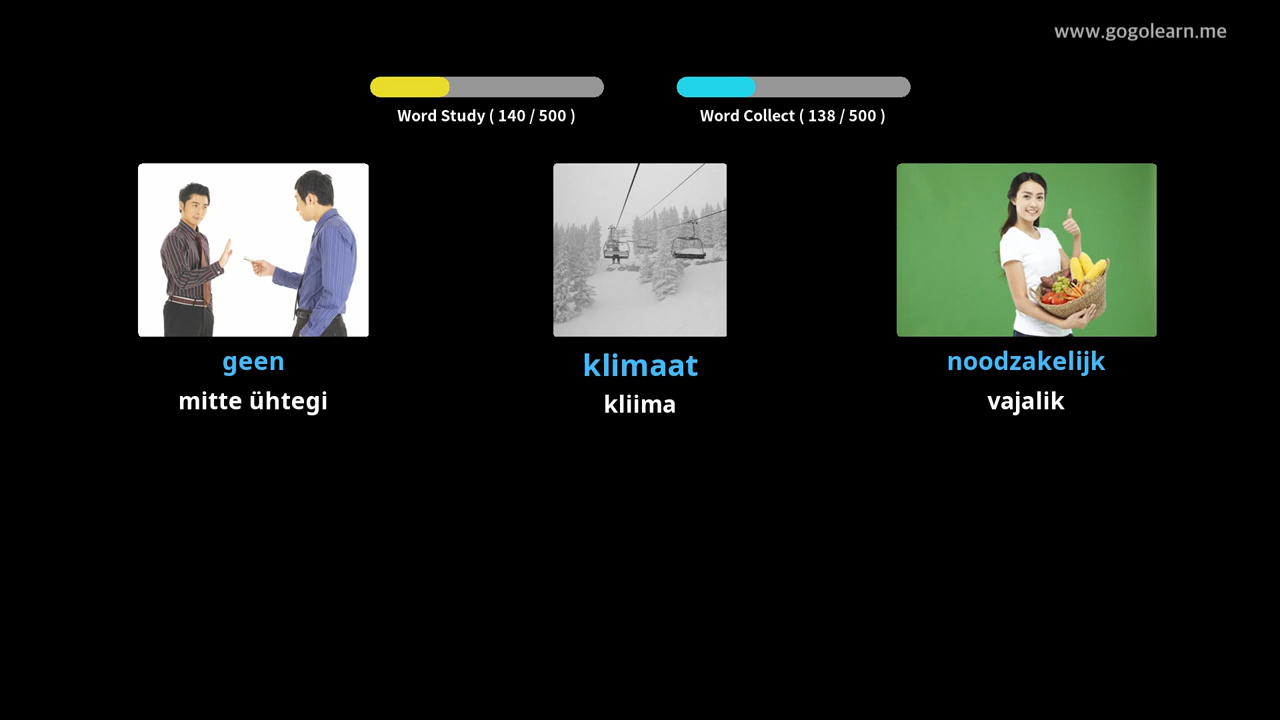 www.gogolearn.me
Word Study ( 140 / 500 )
Word Collect ( 138 / 500 )
geen
mitte ühtegi
klimaat
kliima
noodzakelijk
vajalik